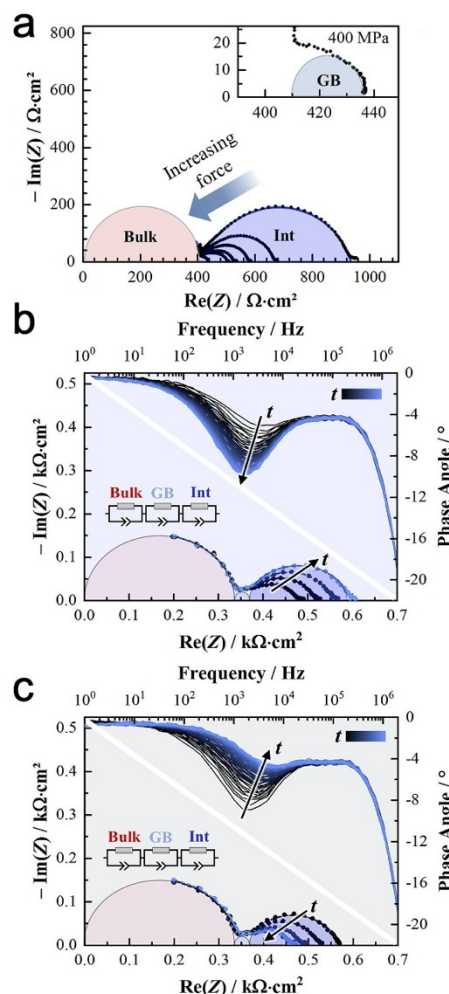 a
800
600
400
200
0
− Im(Z) / Ω·cm²
20
10
0
400 MPa
GB
400 420 440
Increasing
force
Bulk
Int
0 200 400 600 800 1000
Re(Z) / Ω·cm²
b
Frequency / Hz
10⁰ 10¹ 10² 10³ 10⁴ 10⁵ 10⁶
0.5
0.4
0.3
0.2
0.1
0.0
− Im(Z) / kΩ·cm²
t
t
Bulk GB Int
t
0
-4
-8
-12
-16
-20
Phase Angle / °
0.0 0.1 0.2 0.3 0.4 0.5 0.6 0.7
Re(Z) / kΩ·cm²
c
Frequency / Hz
10⁰ 10¹ 10² 10³ 10⁴ 10⁵ 10⁶
0.5
0.4
0.3
0.2
0.1
0.0
− Im(Z) / kΩ·cm²
t
t
Bulk GB Int
t
0
-4
-8
-12
-16
-20
Phase Angle / °
0.0 0.1 0.2 0.3 0.4 0.5 0.6 0.7
Re(Z) / kΩ·cm²